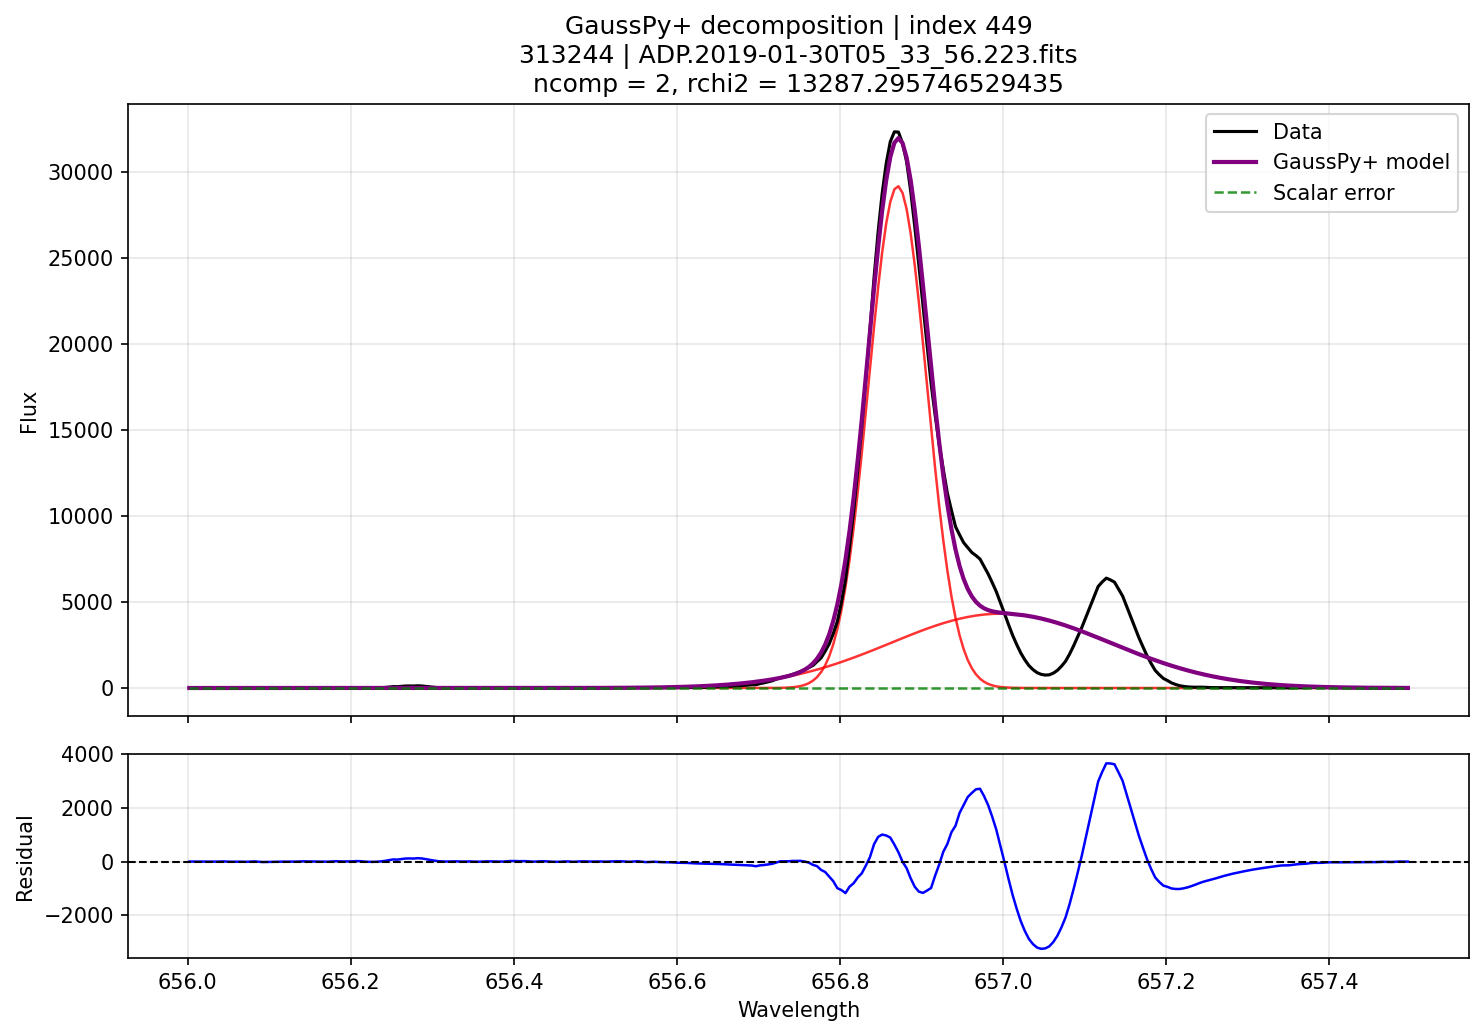 GaussPy+ decomposition | index 449
313244 | ADP.2019-01-30T05_33_56.223.fits
ncomp = 2, rchi2 = 13287.295746529435
Data
GaussPy+ model
Scalar error
Flux
30000
25000
20000
15000
10000
5000
0
Residual
4000
2000
0
−2000
656.0 656.2 656.4 656.6 656.8 657.0 657.2 657.4
Wavelength